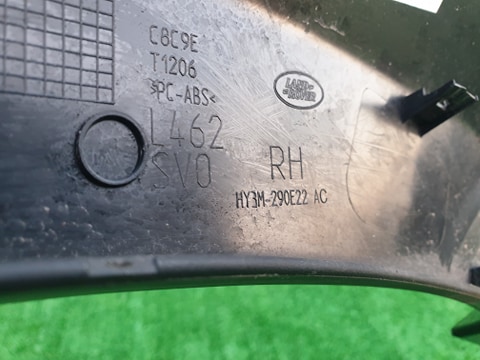 C8C9E
T1206
>PC-ABS<
LAND-
ROVER
L462
SVO
RH
HY3M-290E22 AC